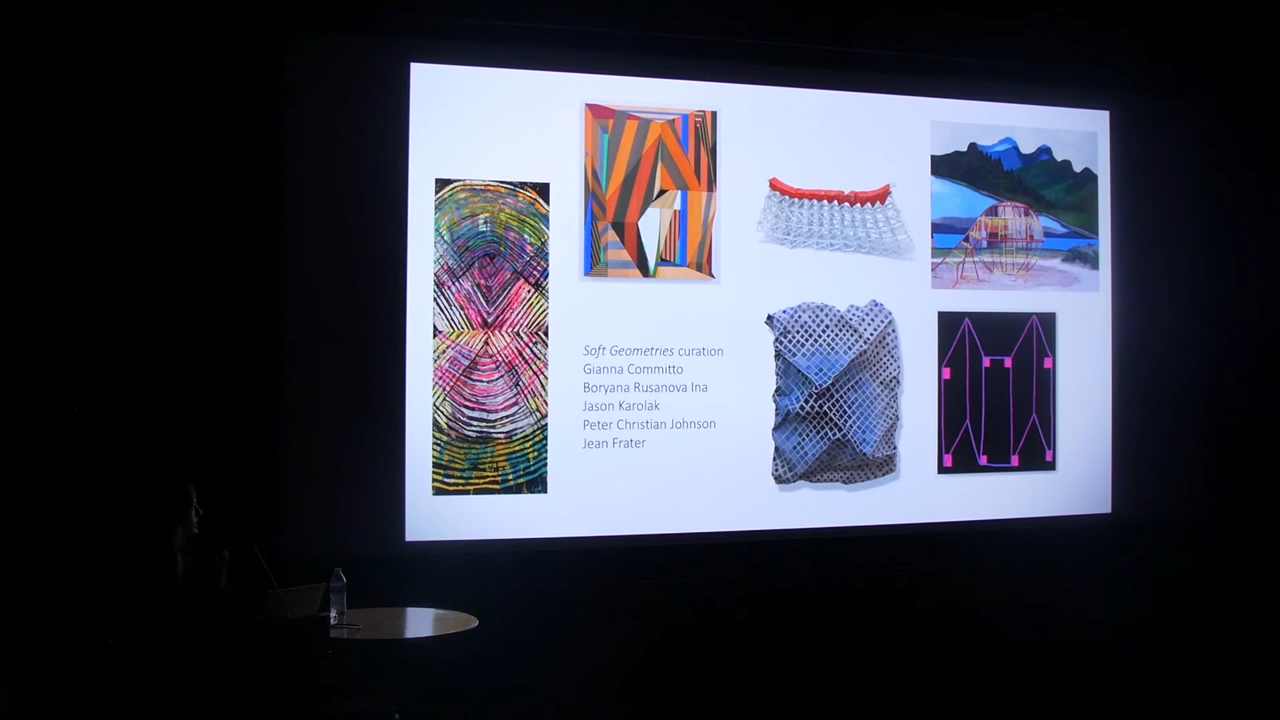 Soft Geometries curation
Gianna Committo
Boryana Rusanova Ina
Jason Karolak
Peter Christian Johnson
Jean Frater